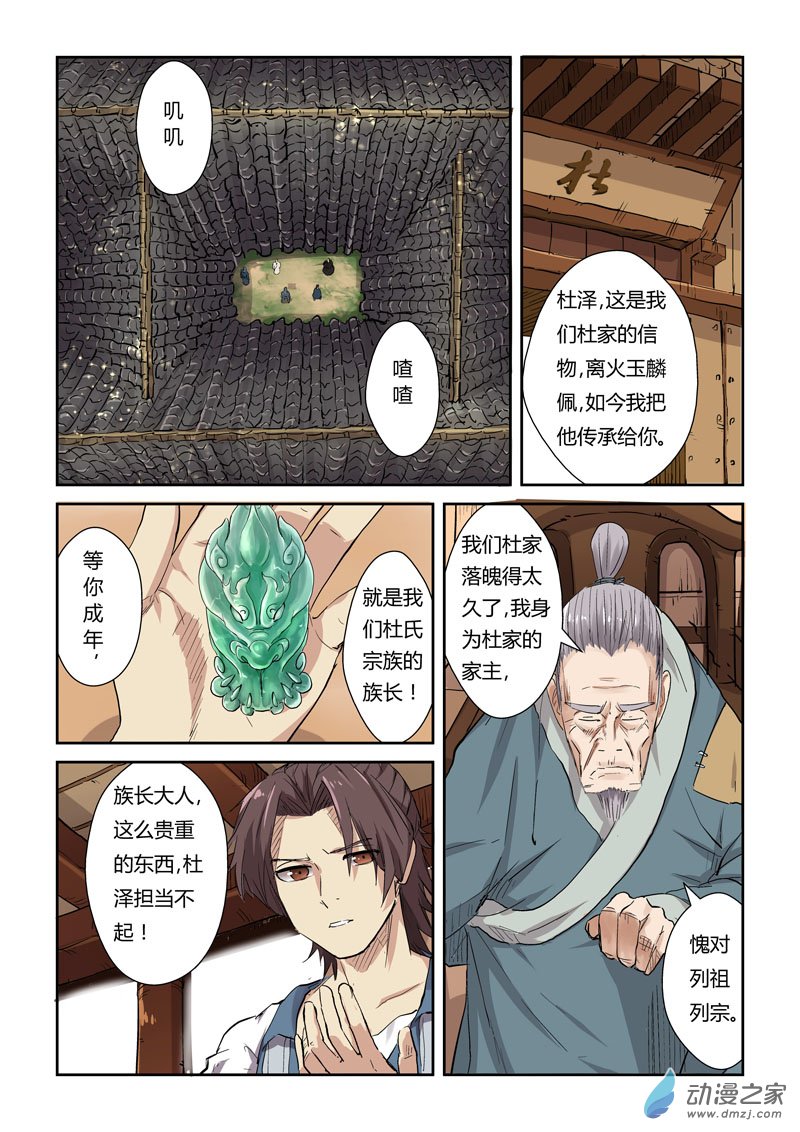 叽
叽
喳
喳
杜
杜泽，这是我
们杜家的信
物，离火玉麟
佩，如今我把
他传承给你。
等你成年，
就是我
们杜氏
宗族的
族长！
我们杜家
落魄得太
久了，我身
为杜家的
家主，
愧对
列祖
列宗。
族长大人，
这么贵重
的东西，杜
泽担当不
起！
动漫之家
www.dmzj.com